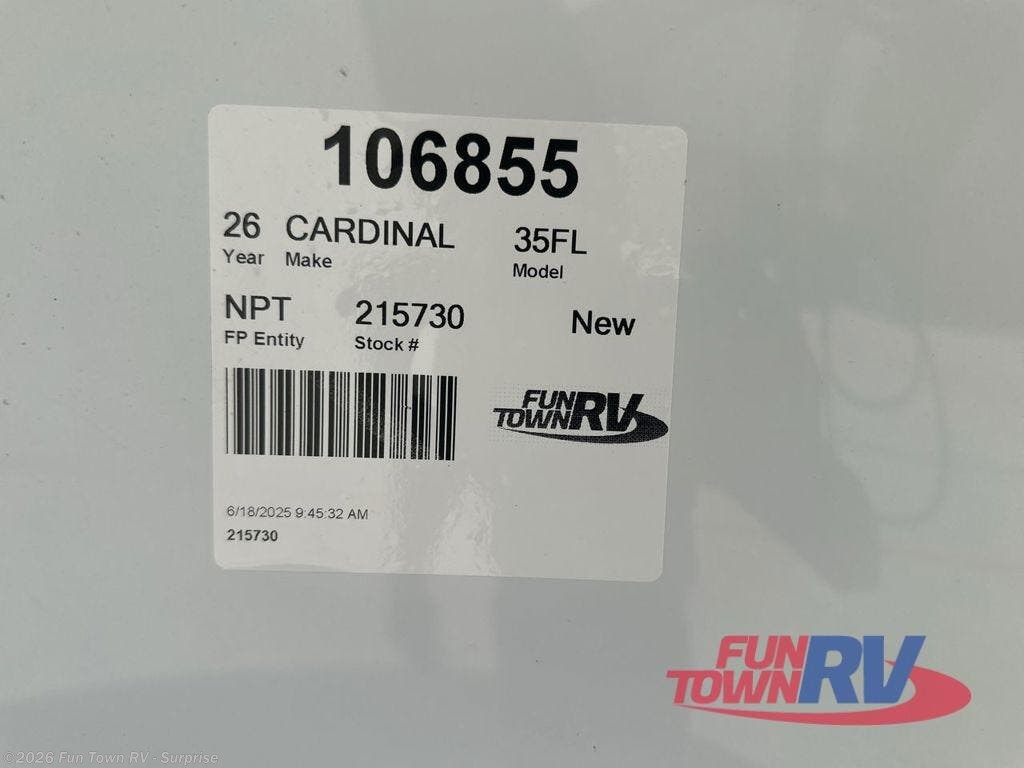 106855
26 CARDINAL 35FL
Year Make Model
NPT 215730 New
FP Entity Stock #
FUN TOWN RV
6/18/2025 9:45:32 AM
215730
FUN TOWN RV
©2026 Fun Town RV - Surprise